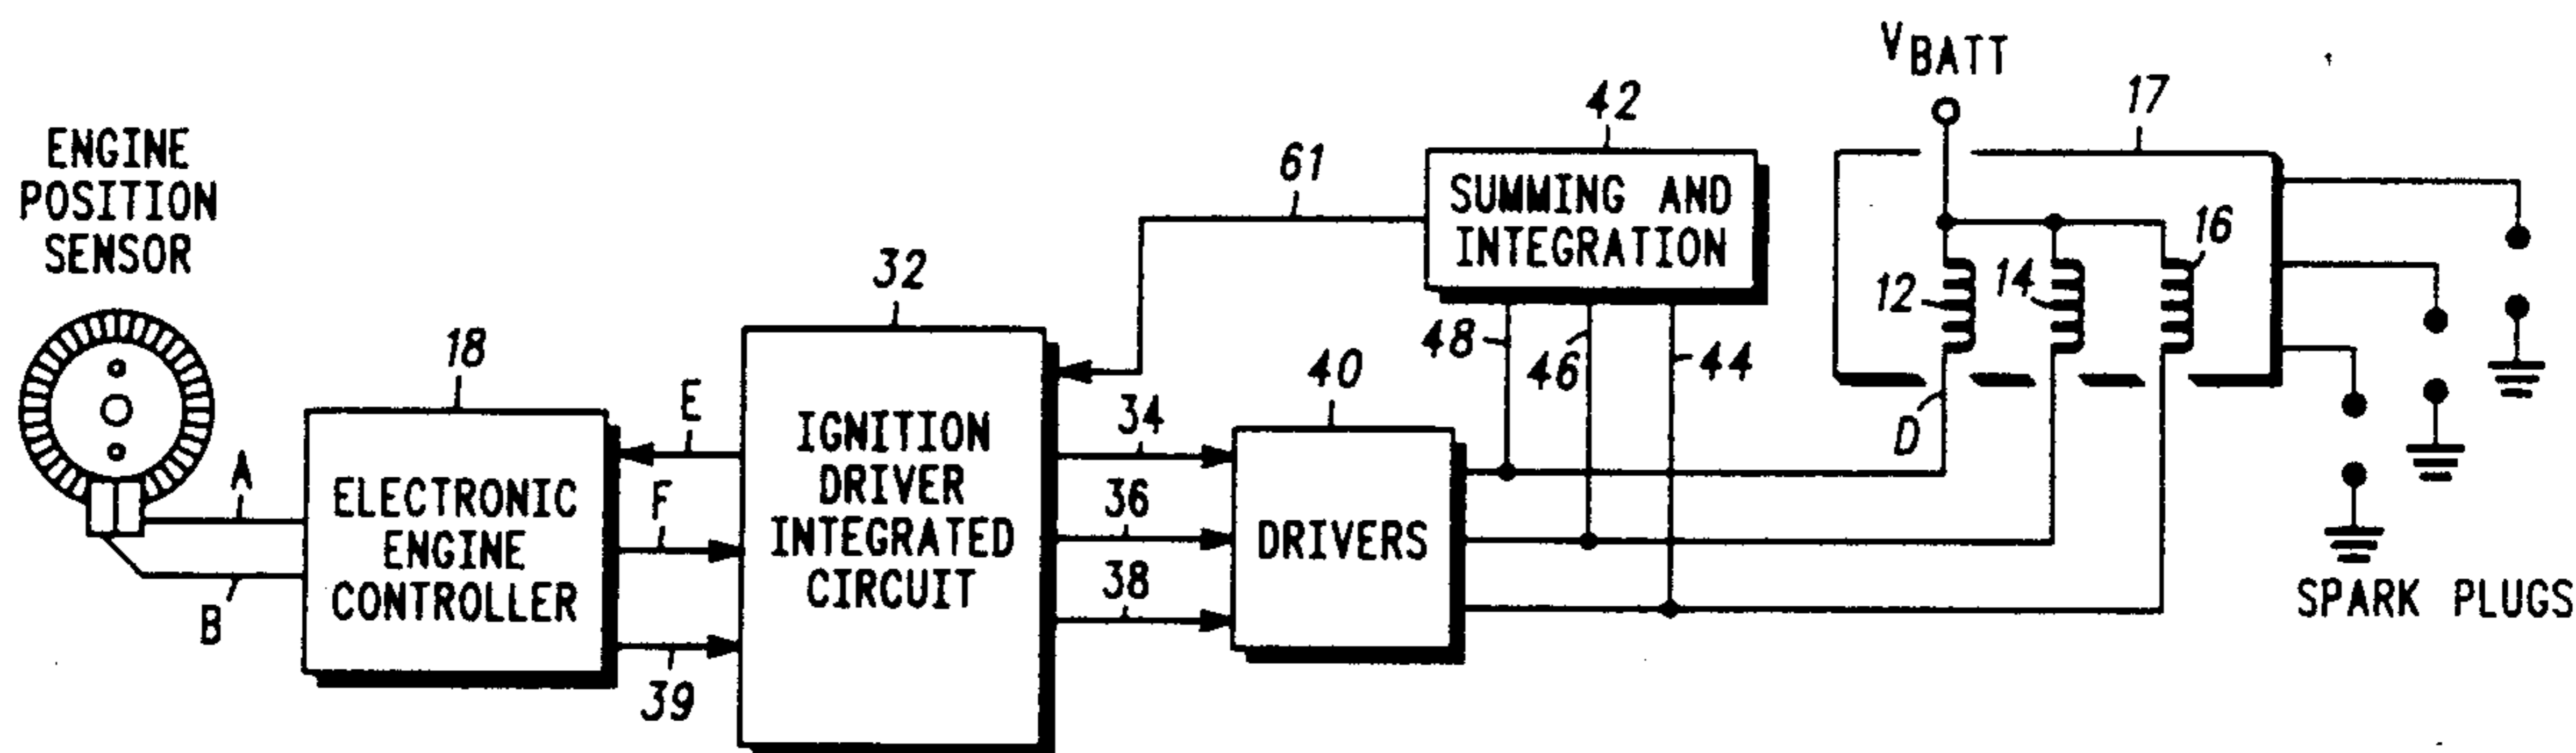 ENGINE
POSITION
SENSOR
A
B
18
ELECTRONIC
ENGINE
CONTROLLER
E
F
39
32
IGNITION
DRIVER
INTEGRATED
CIRCUIT
61
34
36
38
42
SUMMING AND
INTEGRATION
48
46
44
40
DRIVERS
VBATT
17
12
14
16
D
SPARK PLUGS